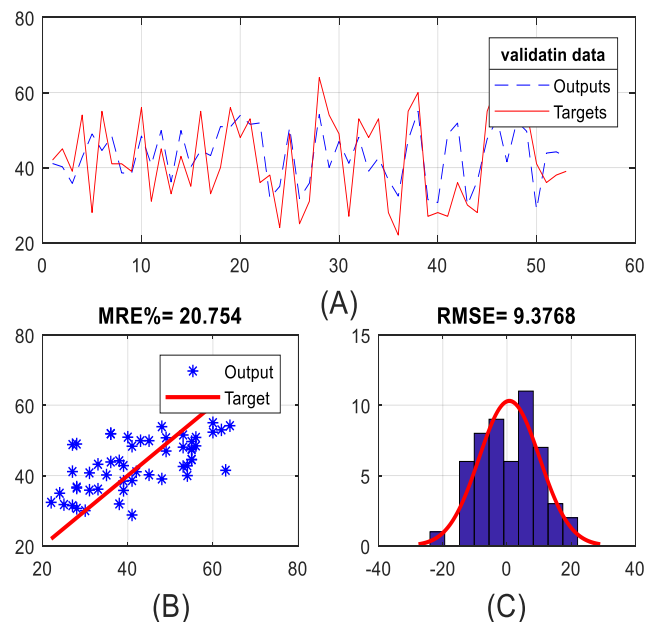 80
60
40
20
validatin data
Outputs
Targets
0 10 20 30 40 50 60
(A)
MRE%= 20.754
80
60
40
20
Output
Target
20 40 60 80
(B)
RMSE= 9.3768
15
10
5
0
-40 -20 0 20 40
(C)